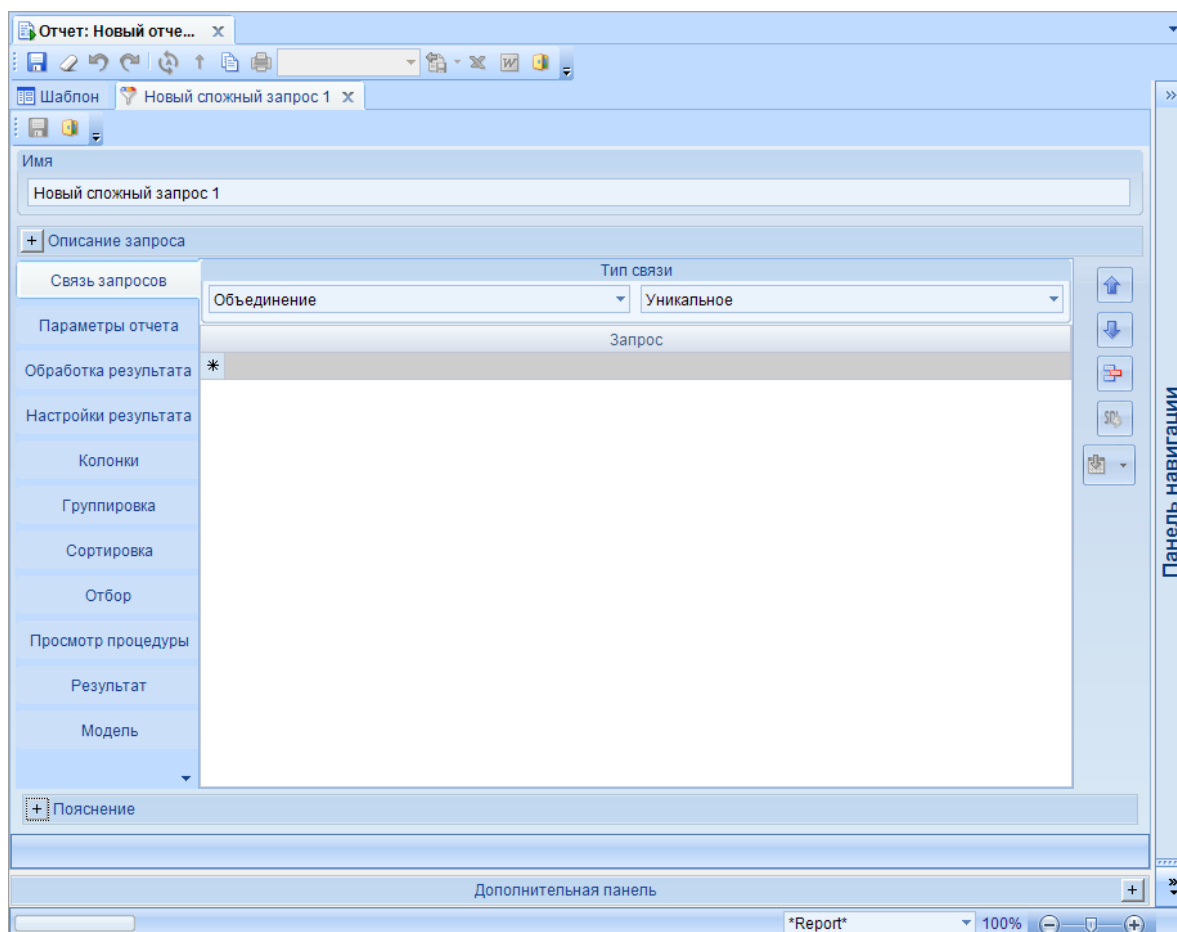 Отчет: Новый отче...
Шаблон
Новый сложный запрос 1
Имя
Новый сложный запрос 1
Описание запроса
Связь запросов
Параметры отчета
Обработка результата
Настройки результата
Колонки
Группировка
Сортировка
Отбор
Просмотр процедуры
Результат
Модель
Тип связи
Объединение
Уникальное
Запрос
SQL
Панель навигации
Пояснение
Дополнительная панель
*Report*
100%